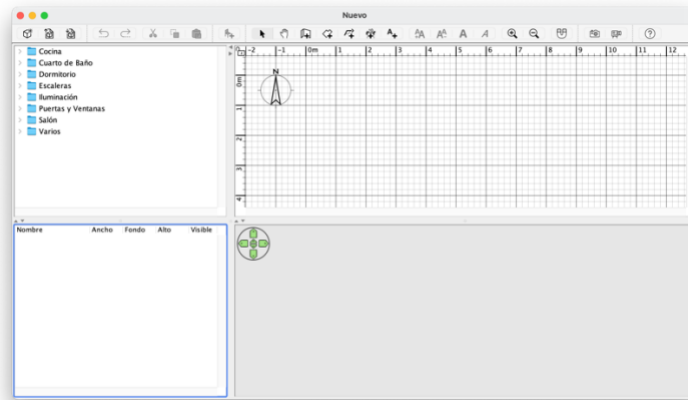 Nuevo
Cocina
Cuarto de Baño
Dormitorio
Escaleras
Iluminación
Puertas y Ventanas
Salón
Varios
-2 -1 0m 1 2 3 4 5 6 7 8 9 10 11 12
N
0m
1
2
3
4
Nombre Ancho Fondo Alto Visible